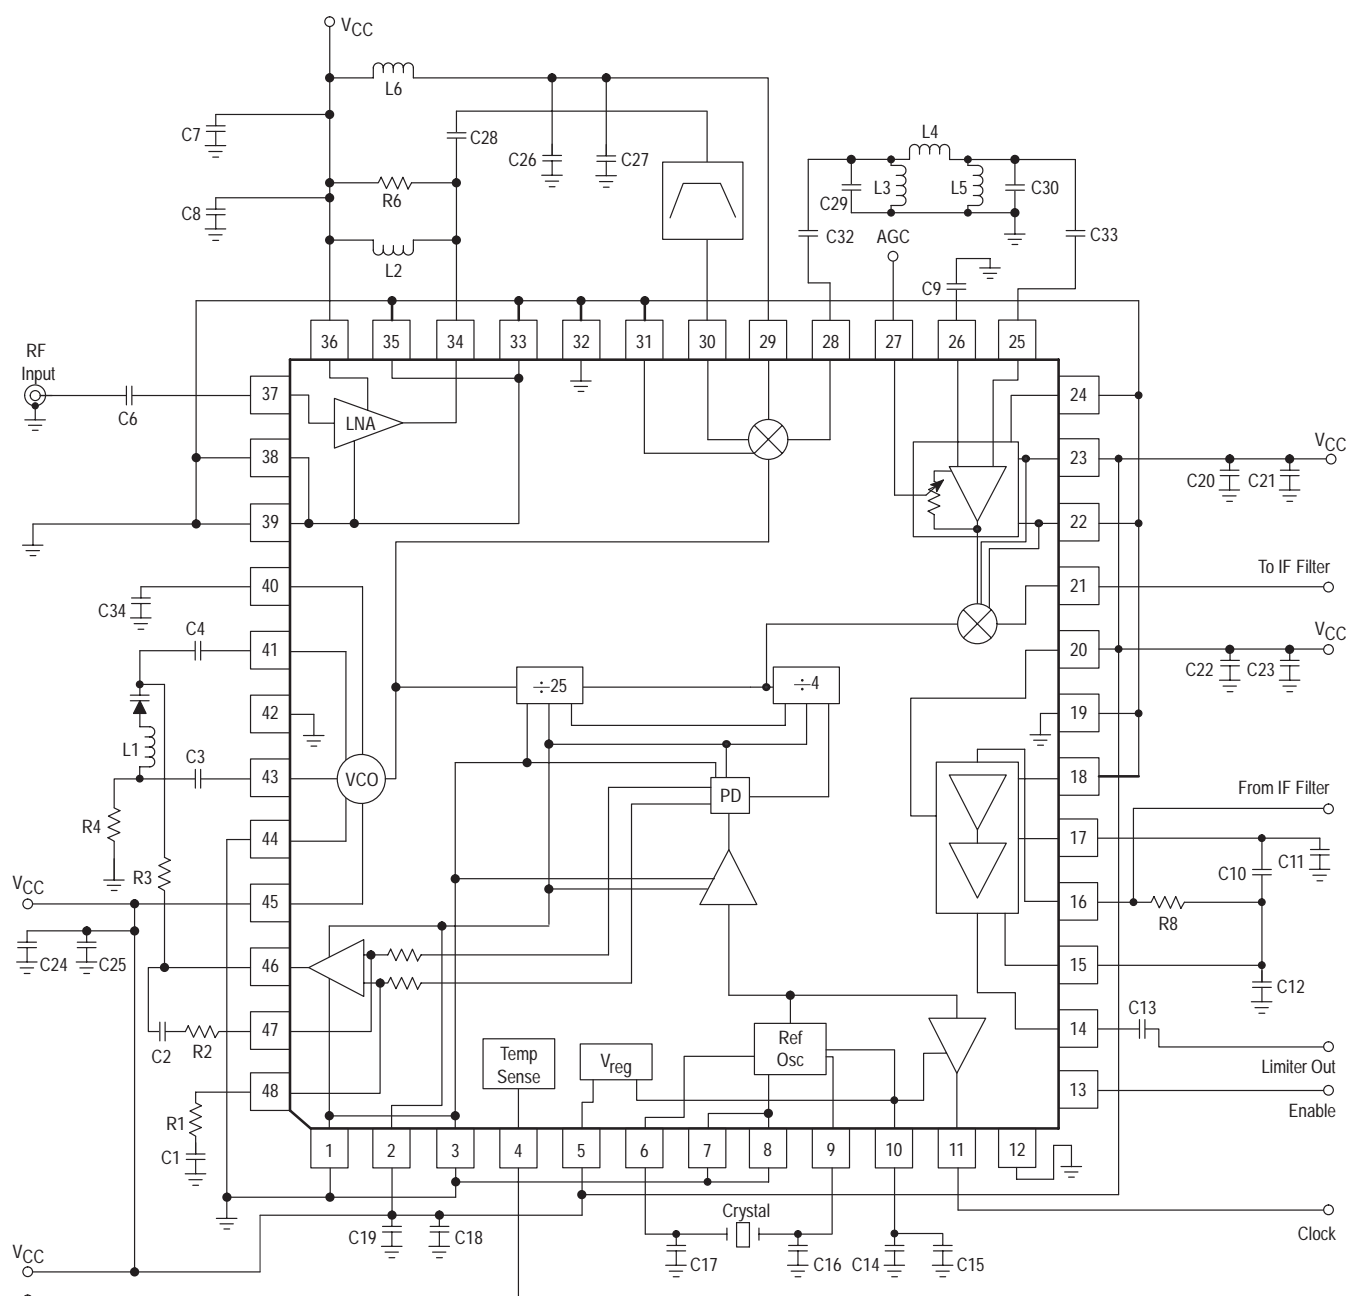 VCC
L6
C7
C28
C26
C27
L4
C29
L3
L5
C30
R6
C8
L2
C32
AGC
C33
C9
36
35
34
33
32
31
30
29
28
27
26
25
RF
Input
C6
37
LNA
24
38
23
VCC
C20
C21
39
22
40
21
To IF Filter
C34
C4
41
20
VCC
C22
C23
÷25
÷4
42
19
L1
C3
43
VCO
PD
18
From IF Filter
R4
44
17
C11
C10
R3
VCC
45
16
R8
C24
C25
46
15
C12
C2
R2
47
Temp
Sense
Vreg
Ref
Osc
14
C13
Limiter Out
48
13
Enable
R1
C1
1
2
3
4
5
6
7
8
9
10
11
12
C19
C18
Crystal
C17
C16
C14
C15
Clock
VCC